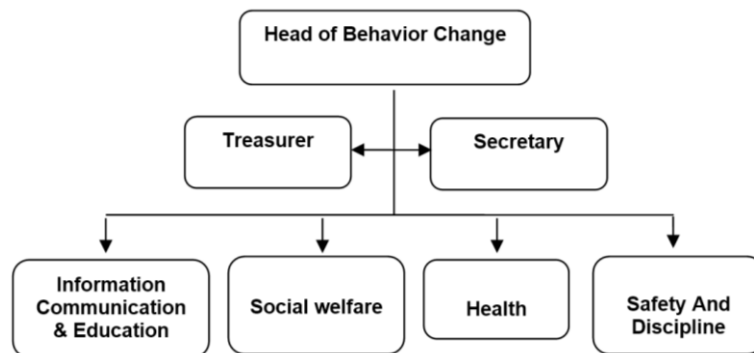 Head of Behavior Change
Treasurer
Secretary
Information
Communication
& Education
Social welfare
Health
Safety And
Discipline